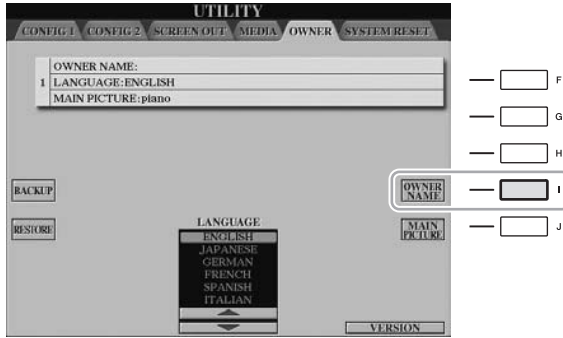 UTILITY
CONFIG 1 CONFIG 2 SCREEN OUT MEDIA OWNER SYSTEM RESET
OWNER NAME:
1 LANGUAGE:ENGLISH
MAIN PICTURE:piano
F
G
H
BACKUP
OWNER NAME
I
RESTORE
LANGUAGE
MAIN PICTURE
J
ENGLISH
JAPANESE
GERMAN
FRENCH
SPANISH
ITALIAN
VERSION